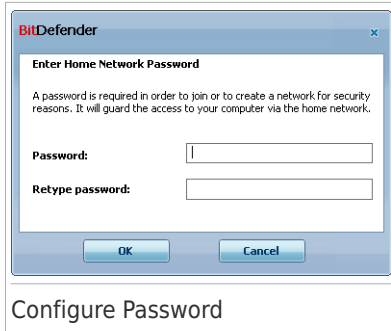 BitDefender
Enter Home Network Password
A password is required in order to join or to create a network for security
reasons. It will guard the access to your computer via the home network.
Password:
Retype password:
OK Cancel
Configure Password